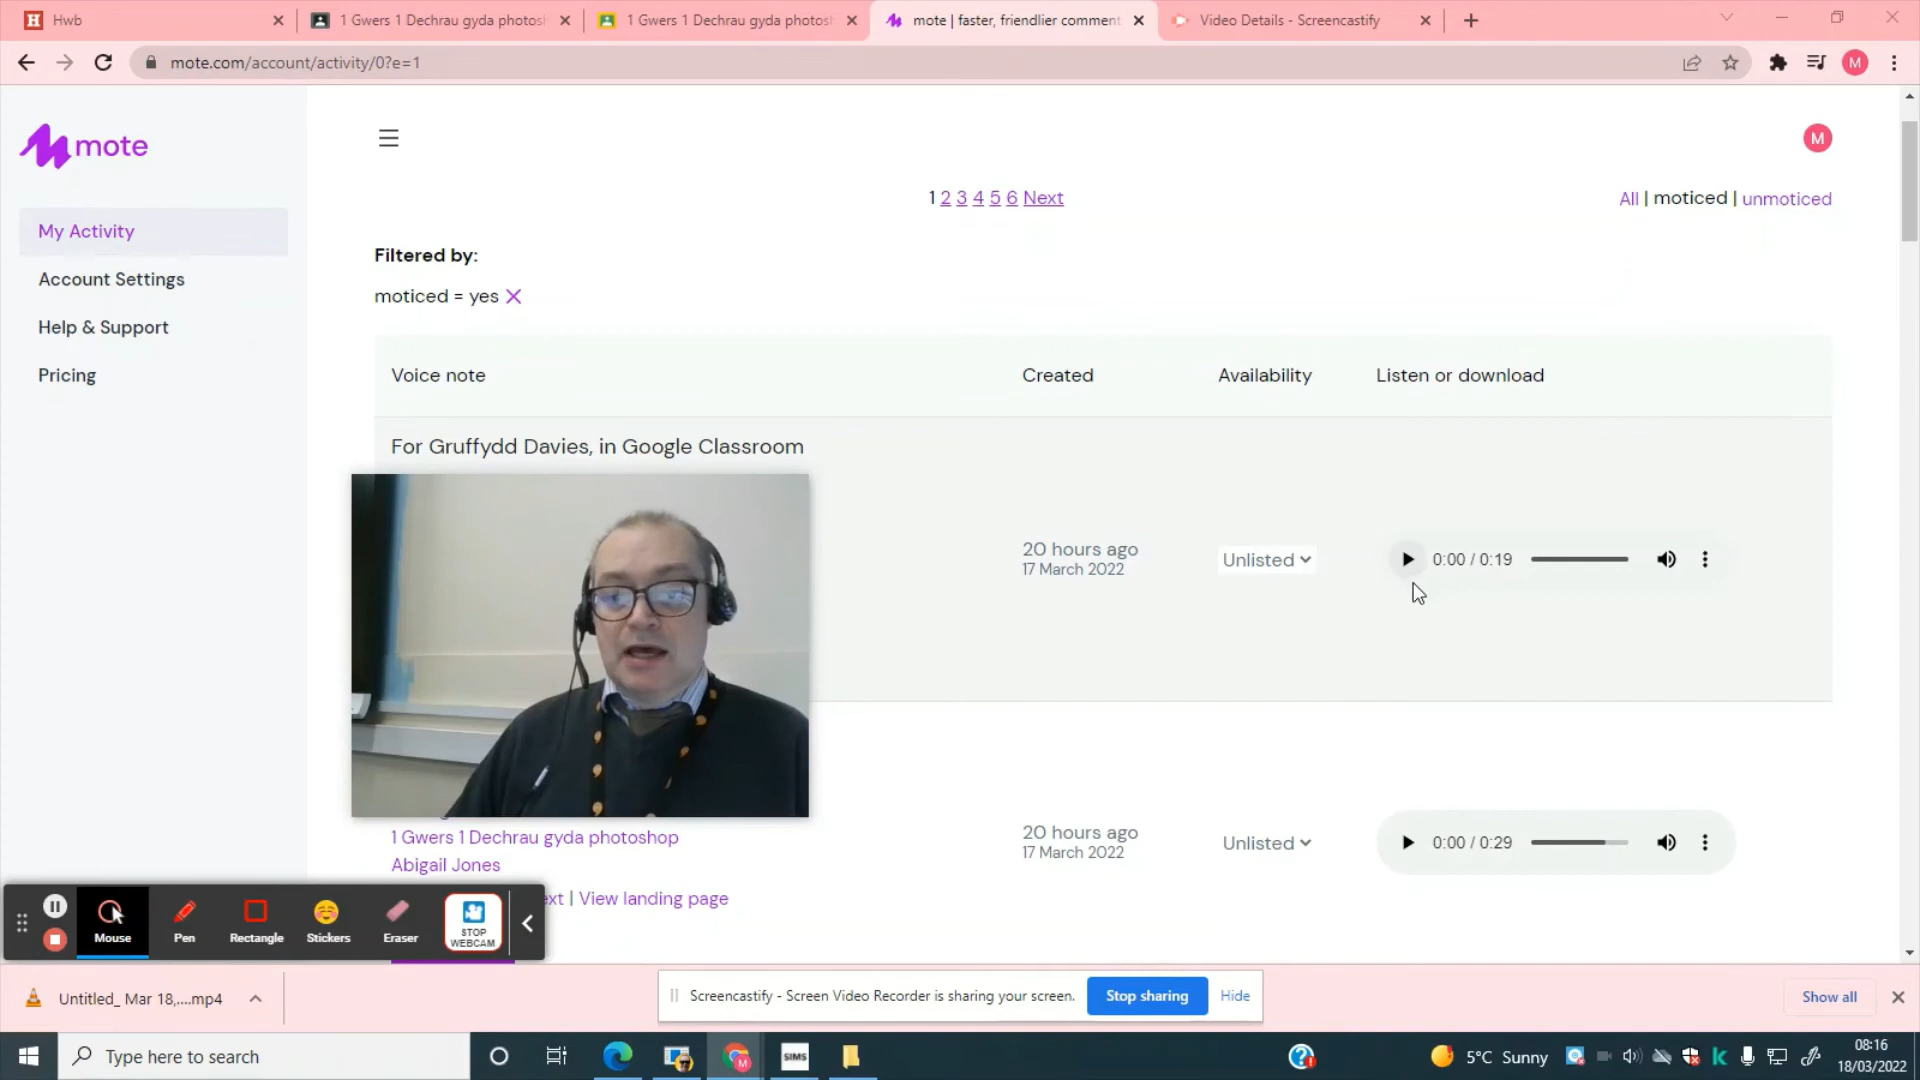 Hwb
1 Gwers 1 Dechrau gyda photosh
1 Gwers 1 Dechrau gyda photosh
mote | faster, friendlier comment
Video Details - Screencastify
mote.com/account/activity/0?e=1
M
mote
M
1 2 3 4 5 6 Next
All | moticed | unmoticed
My Activity
Account Settings
Help & Support
Pricing
Filtered by:
moticed = yes
Voice note
Created
Availability
Listen or download
For Gruffydd Davies, in Google Classroom
20 hours ago
17 March 2022
Unlisted
0:00 / 0:19
1 Gwers 1 Dechrau gyda photoshop
Abigail Jones
20 hours ago
17 March 2022
Unlisted
0:00 / 0:29
ext | View landing page
Mouse
Pen
Rectangle
Stickers
Eraser
STOP
WEBCAM
Untitled_ Mar 18,....mp4
Screencastify - Screen Video Recorder is sharing your screen.
Stop sharing
Hide
Show all
Type here to search
SIMS
5°C Sunny
08:16
18/03/2022